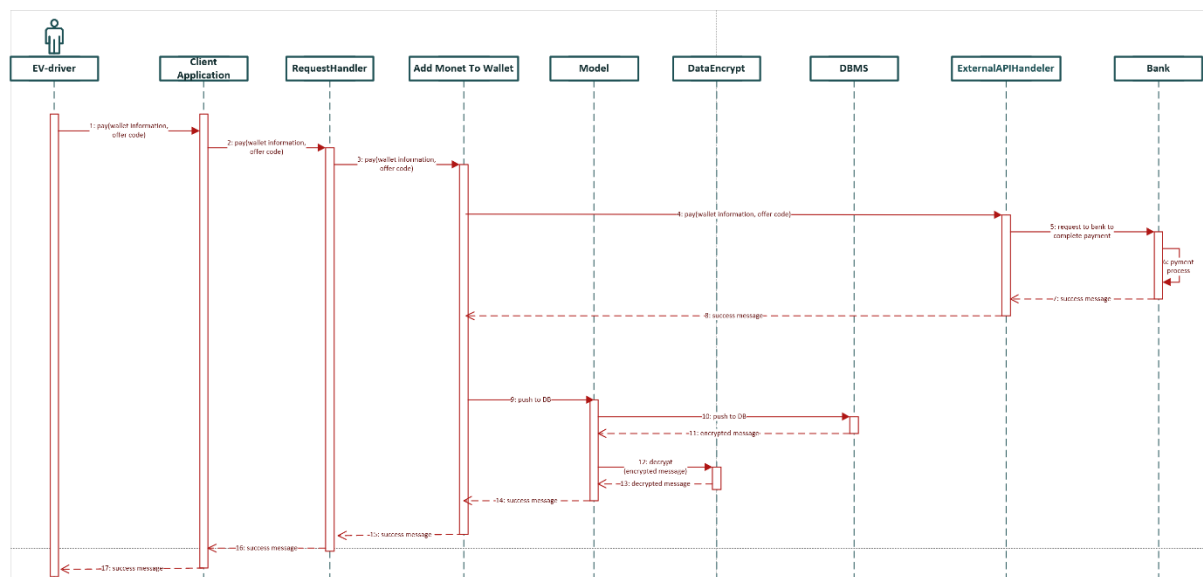 EV-driver
Client
Application
RequestHandler
Add Monet To Wallet
Model
DataEncrypt
DBMS
ExternalAPIHandeler
Bank
1: pay(wallet information,
offer code)
2: pay(wallet information,
offer code)
3: pay(wallet information,
offer code)
4: pay(wallet information, offer code)
5: request to bank to
complete payment
6: pyment
process
7: success message
8: success message
9: push to DB
10: push to DB
11: encrypted message
12: decrypt
(encrypted message)
13: decrypted message
14: success message
15: success message
16: success message
17: success message